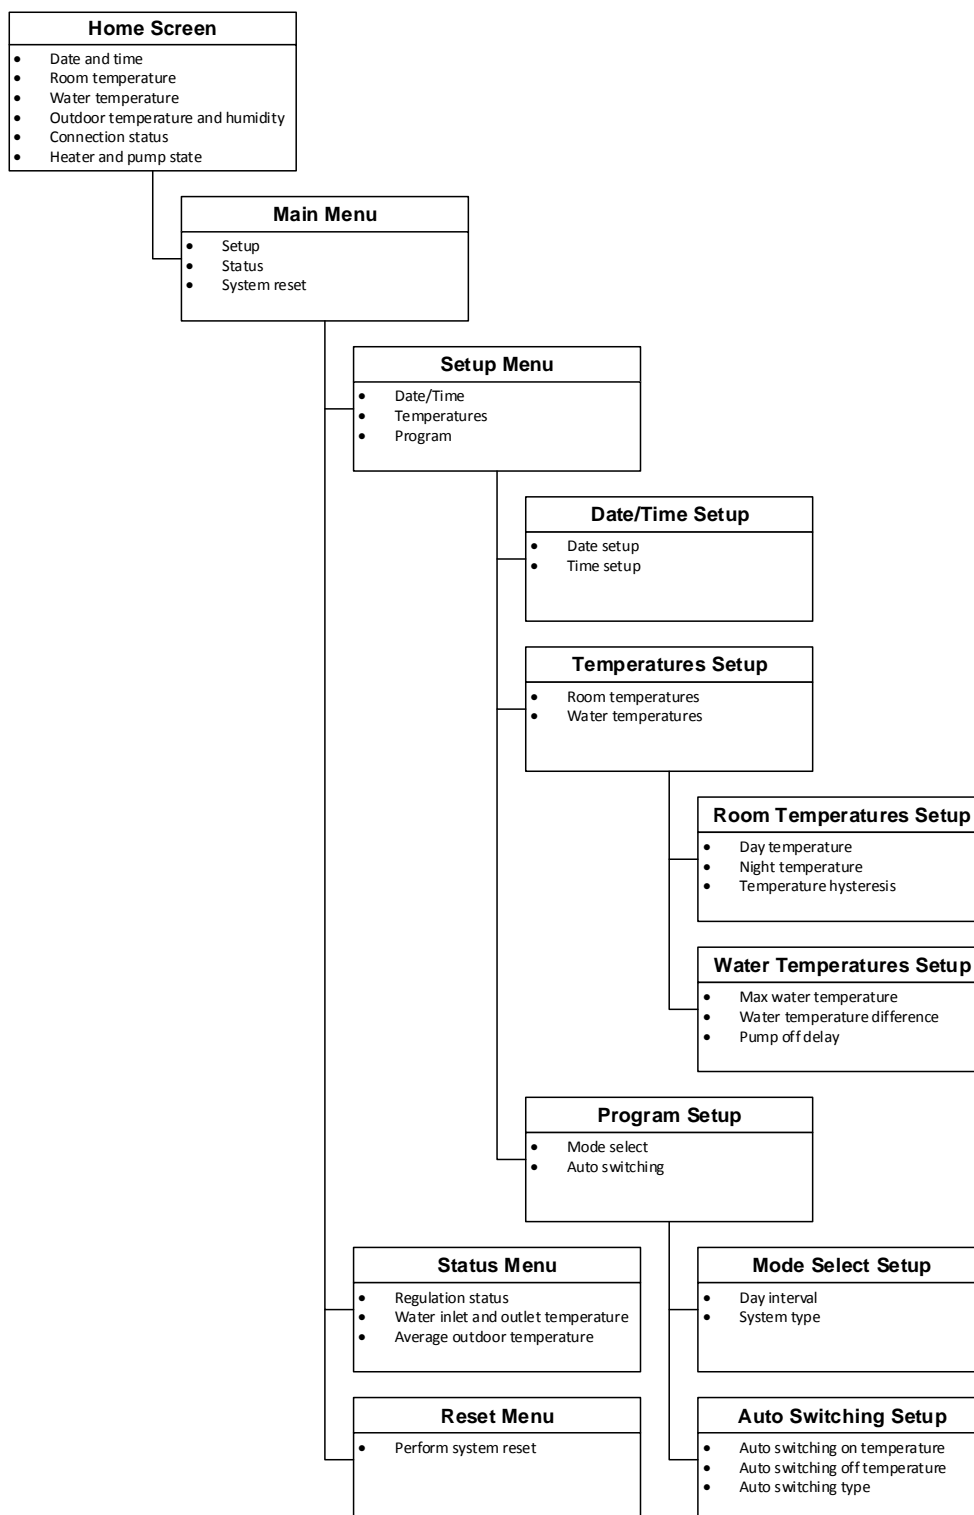 Home Screen
• Date and time
• Room temperature
• Water temperature
• Outdoor temperature and humidity
• Connection status
• Heater and pump state
Main Menu
• Setup
• Status
• System reset
Setup Menu
• Date/Time
• Temperatures
• Program
Date/Time Setup
• Date setup
• Time setup
Temperatures Setup
• Room temperatures
• Water temperatures
Room Temperatures Setup
• Day temperature
• Night temperature
• Temperature hysteresis
Water Temperatures Setup
• Max water temperature
• Water temperature difference
• Pump off delay
Program Setup
• Mode select
• Auto switching
Mode Select Setup
• Day interval
• System type
Auto Switching Setup
• Auto switching on temperature
• Auto switching off temperature
• Auto switching type
Status Menu
• Regulation status
• Water inlet and outlet temperature
• Average outdoor temperature
Reset Menu
• Perform system reset